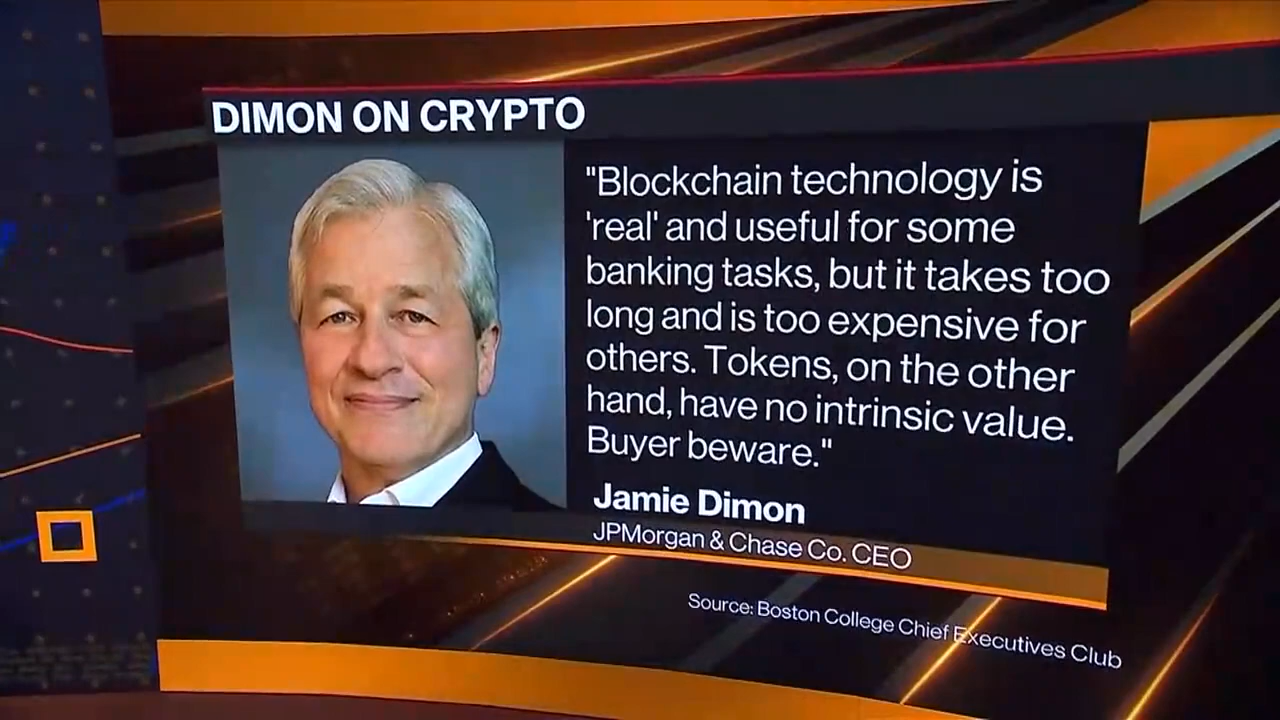 DIMON ON CRYPTO
"Blockchain technology is
'real' and useful for some
banking tasks, but it takes too
long and is too expensive for
others. Tokens, on the other
hand, have no intrinsic value.
Buyer beware."
Jamie Dimon
JPMorgan & Chase Co. CEO
Source: Boston College Chief Executives Club